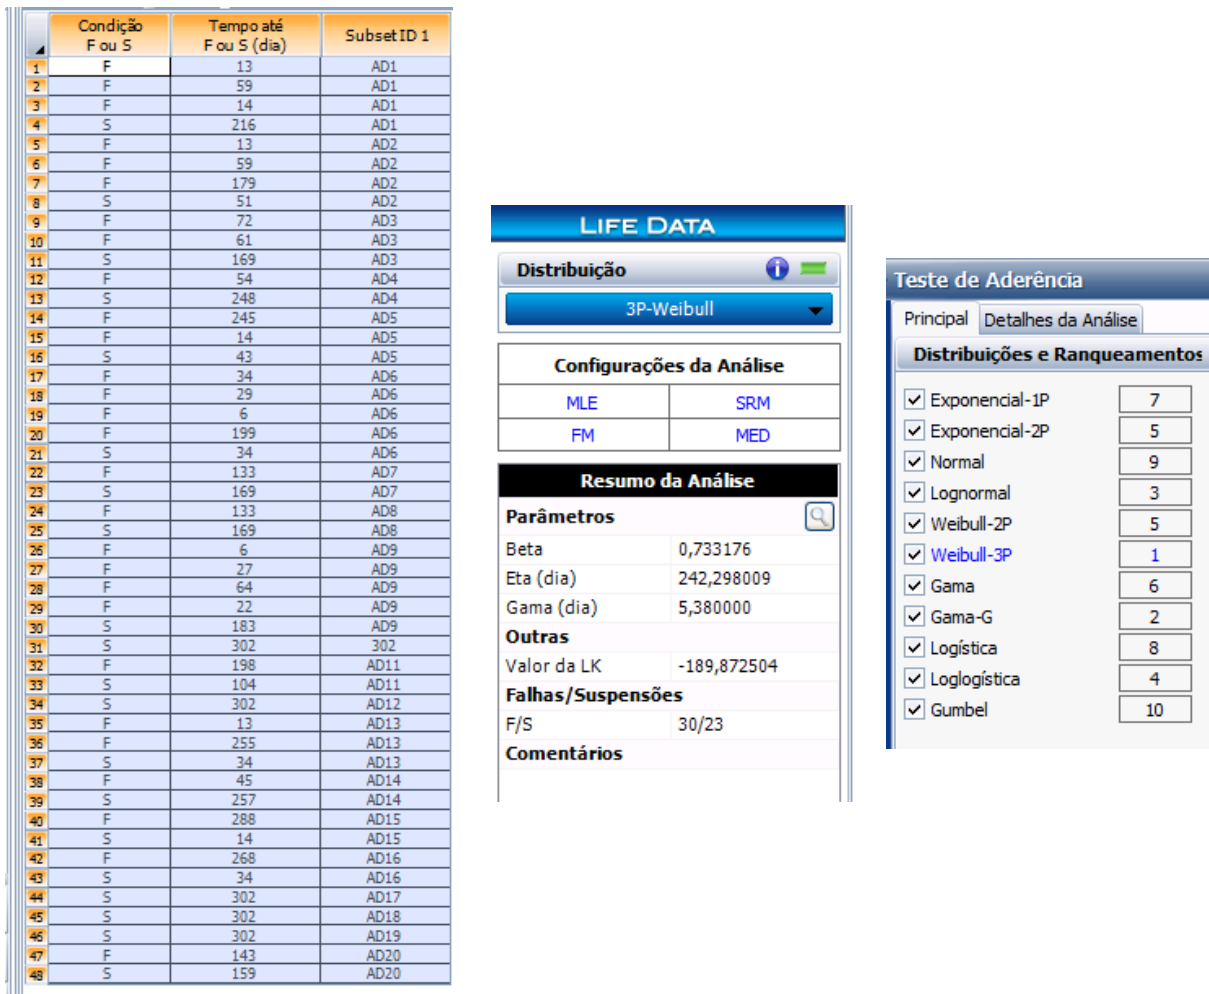 Condição Tempo até Subset ID 1
F ou S F ou S (dia)
1 F 13 AD1
2 F 59 AD1
3 F 14 AD1
4 S 216 AD1
5 F 13 AD2
6 F 59 AD2
7 F 179 AD2
8 S 51 AD2
9 F 72 AD3
10 F 61 AD3
11 S 169 AD3
12 F 54 AD4
13 S 248 AD4
14 F 245 AD5
15 F 14 AD5
16 S 43 AD5
17 F 34 AD6
18 F 29 AD6
19 F 6 AD6
20 F 199 AD6
21 S 34 AD6
22 F 133 AD7
23 S 169 AD7
24 F 133 AD8
25 S 169 AD8
26 F 6 AD9
27 F 27 AD9
28 F 64 AD9
29 F 22 AD9
30 S 183 AD9
31 S 302 302
32 F 198 AD11
33 S 104 AD11
34 S 302 AD12
35 F 13 AD13
36 F 255 AD13
37 S 34 AD13
38 F 45 AD14
39 S 257 AD14
40 F 288 AD15
41 S 14 AD15
42 F 268 AD16
43 S 34 AD16
44 S 302 AD17
45 S 302 AD18
46 S 302 AD19
47 F 143 AD20
48 S 159 AD20
LIFE DATA
Distribuição
3P-Weibull
Configurações da Análise
MLE SRM
FM MED
Resumo da Análise
Parâmetros
Beta 0,733176
Eta (dia) 242,298009
Gama (dia) 5,380000
Outras
Valor da LK -189,872504
Falhas/Suspensões
F/S 30/23
Comentários
Teste de Aderência
Principal Detalhes da Análise
Distribuições e Ranqueamentos
Exponencial-1P 7
Exponencial-2P 5
Normal 9
Lognormal 3
Weibull-2P 5
Weibull-3P 1
Gama 6
Gama-G 2
Logística 8
Loglogística 4
Gumbel 10